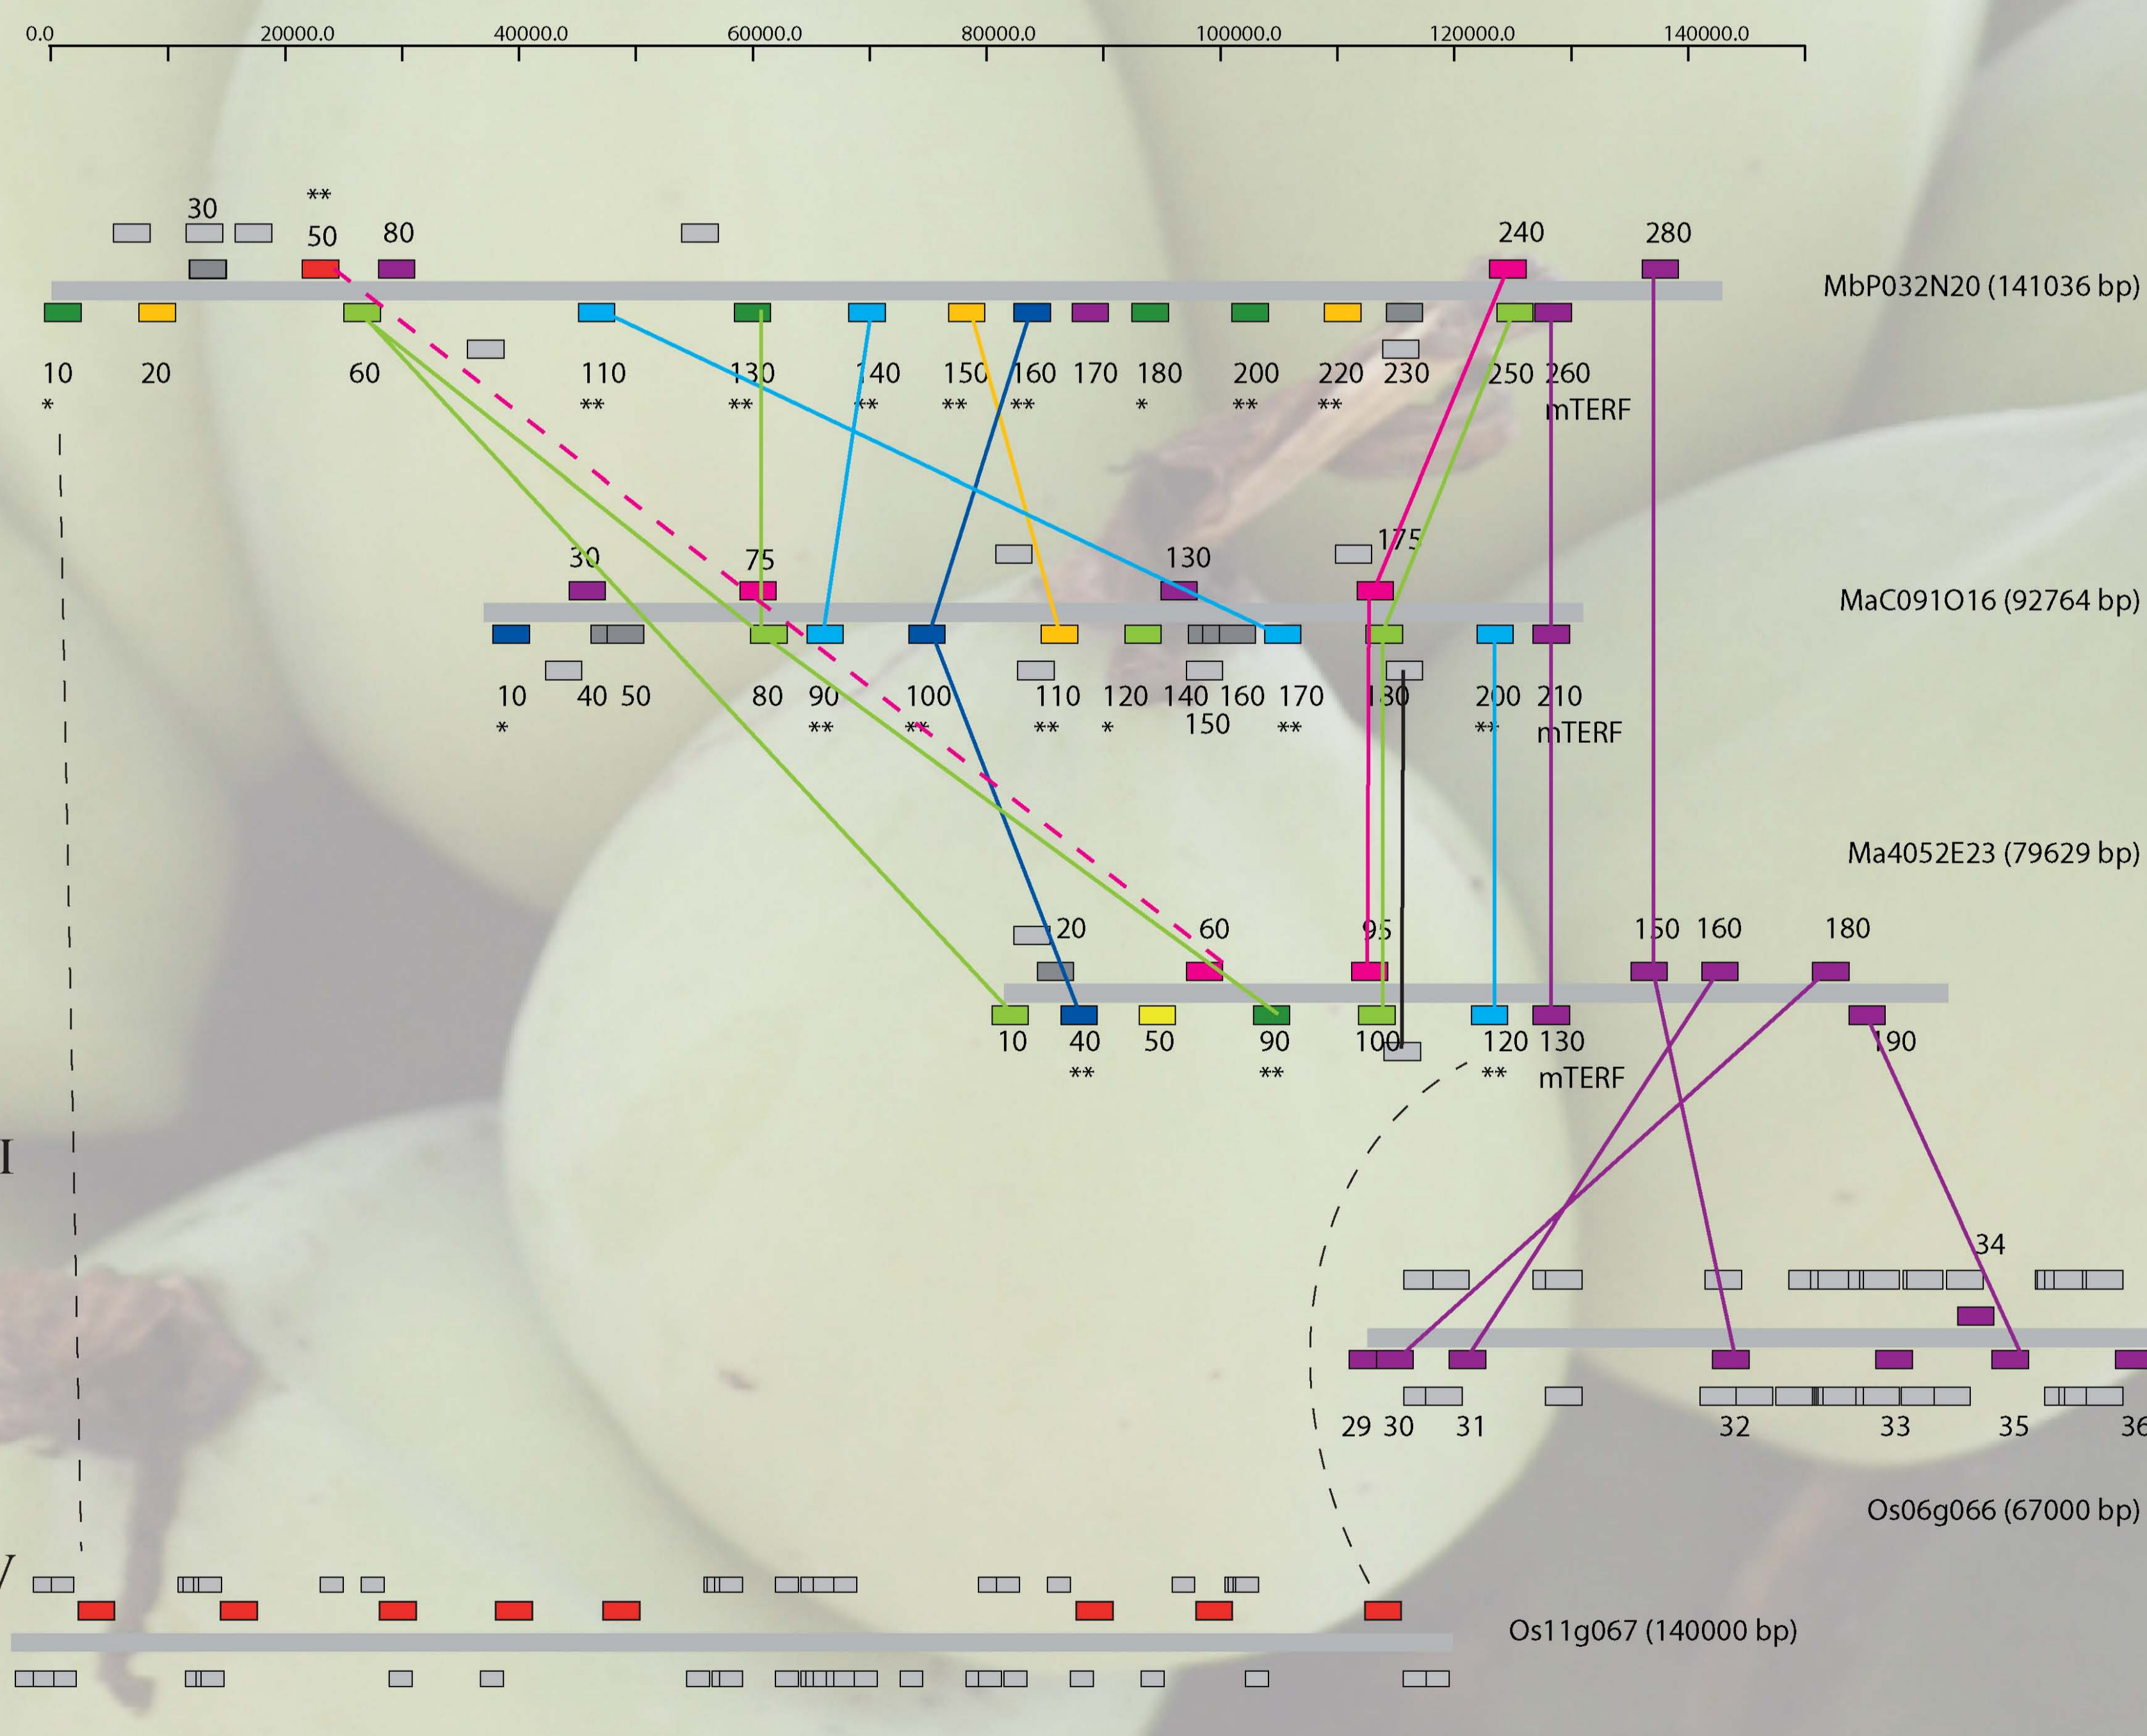 0.0 20000.0 40000.0 60000.0 80000.0 100000.0 120000.0 140000.0
**
30
50 80 240 280
MbP032N20 (141036 bp)
10 20 60 110 130 140 150 160 170 180 200 220 230 250 260
* ** ** ** ** ** * ** ** mTERF
30 75 130 175
MaC091O16 (92764 bp)
10 40 50 80 90 100 110 120 140 160 170 180 200 210
* ** ** ** * 150 ** ** mTERF
Ma4052E23 (79629 bp)
20 60 95 150 160 180
10 40 50 90 100 120 130 190
** ** ** mTERF
I
34
29 30 31 32 33 35 36
Os06g066 (67000 bp)
Os11g067 (140000 bp)